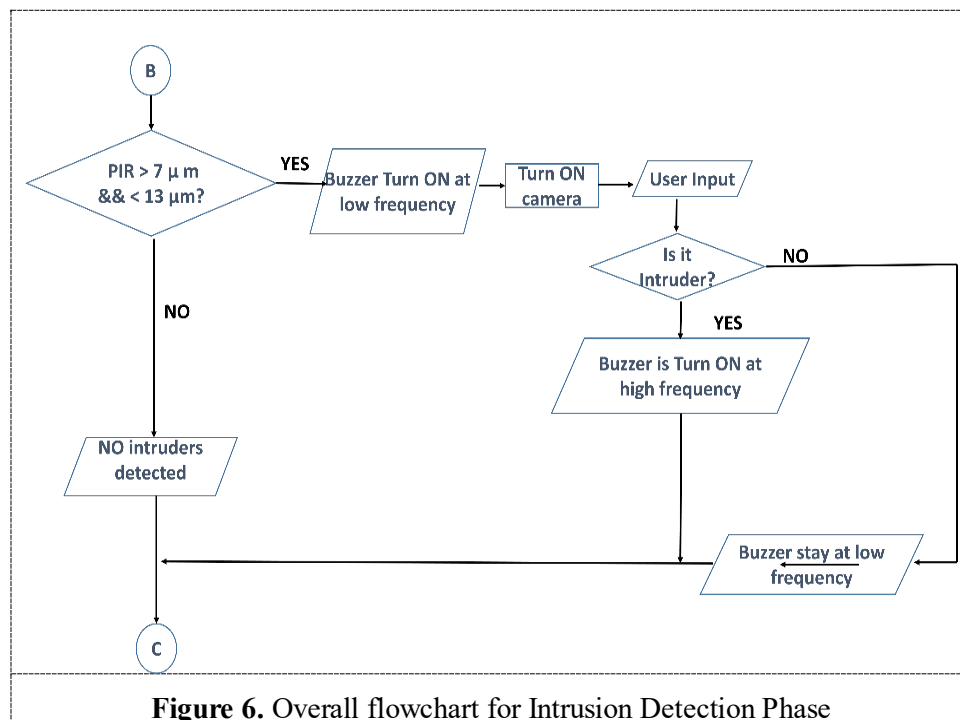 B
PIR > 7 μ m
&& < 13 μm?
YES
Buzzer Turn ON at
low frequency
Turn ON
camera
User Input
Is it
Intruder?
NO
YES
Buzzer is Turn ON at
high frequency
NO
NO intruders
detected
Buzzer stay at low
frequency
C
Figure 6. Overall flowchart for Intrusion Detection Phase